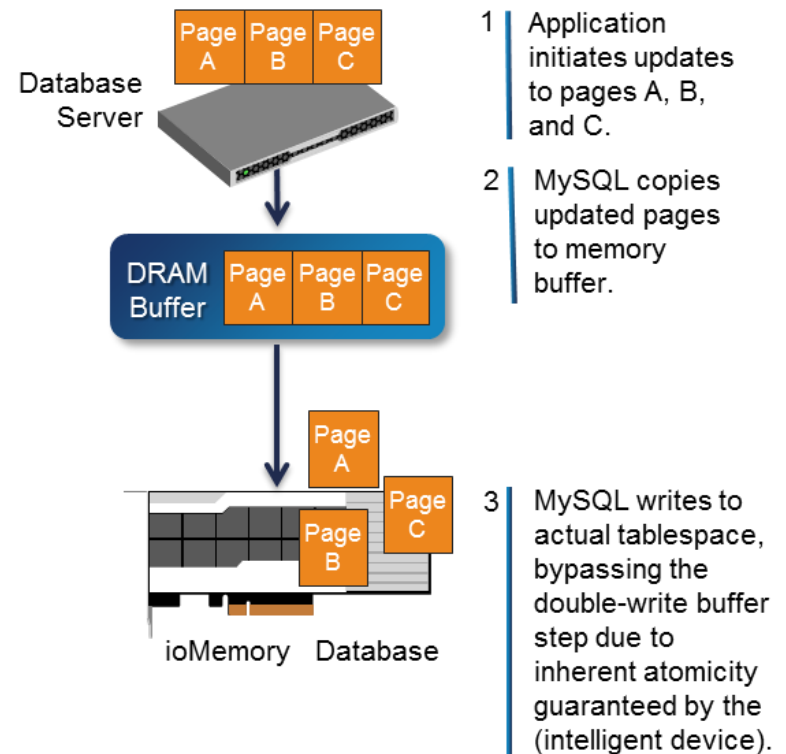 Page Page Page
A B C
Database
Server
1 Application
initiates updates
to pages A, B,
and C.
2 MySQL copies
updated pages
to memory
buffer.
DRAM
Buffer
Page Page Page
A B C
Page
A
Page
C
Page
B
ioMemory Database
3 MySQL writes to
actual tablespace,
bypassing the
double-write buffer
step due to
inherent atomicity
guaranteed by the
(intelligent device).